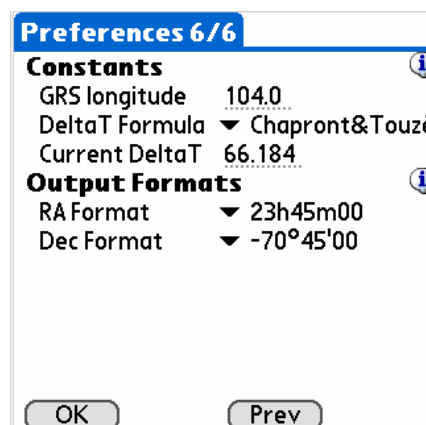 Preferences 6/6
Constants
GRS longitude 104.0
DeltaT Formula Chapront&Touzé
Current DeltaT 66.184
Output Formats
RA Format 23h45m00
Dec Format -70°45'00
OK Prev